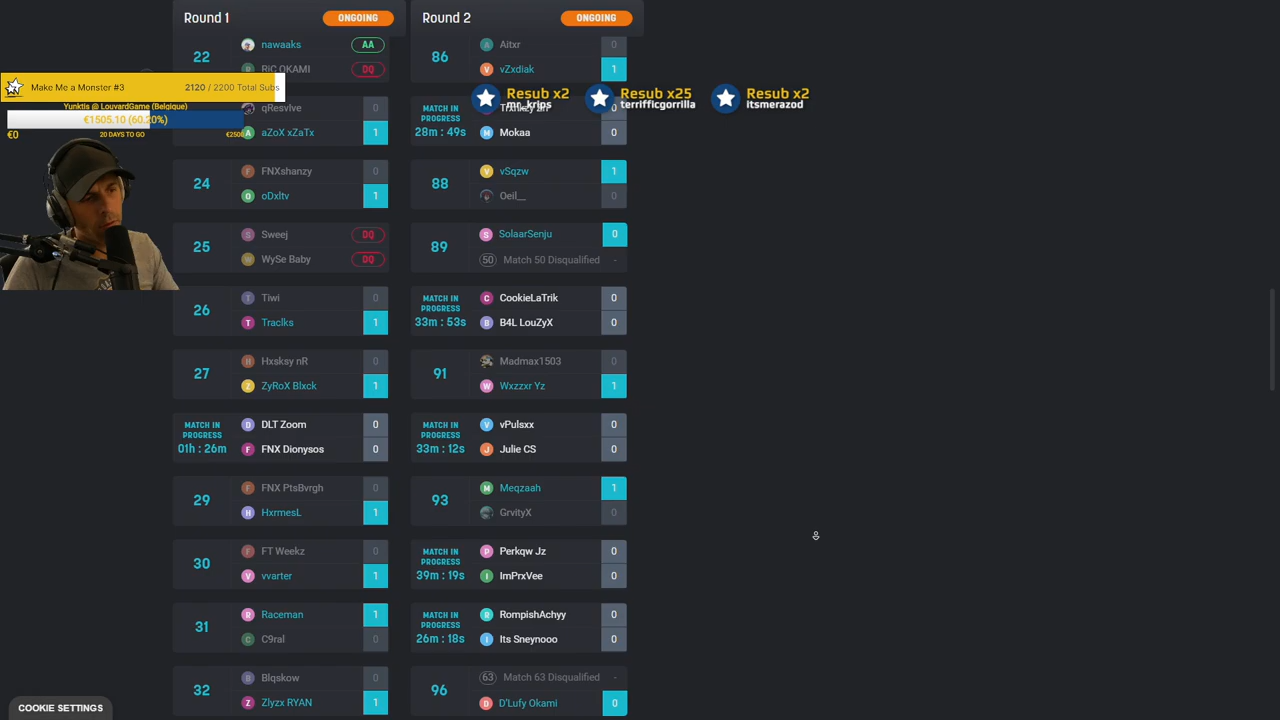 Round 1
ONGOING
Round 2
ONGOING
22
nawaaks
AA
RiC OKAMI
DQ
86
Aitxr
0
vZxdiak
1
Make Me a Monster #3
2120 / 2200 Total Subs
Yunktis @ LouvardGame (Belgique)
€1505.10 (60.20%)
€0
20 DAYS TO GO
€2500
Resub x2
mr_krips
Resub x25
terrifficgorrilla
Resub x2
itsmerazod
qResvlve
0
aZoX xZaTx
1
MATCH IN
PROGRESS
28m : 49s
0
Mokaa
0
24
FNXshanzy
0
oDxltv
1
88
vSqzw
1
Oeil__
0
25
Sweej
DQ
WySe Baby
DQ
89
SolaarSenju
0
50
Match 50 Disqualified
-
26
Tiwi
0
Traclks
1
MATCH IN
PROGRESS
33m : 53s
CookieLaTrik
0
B4L LouZyX
0
27
Hxsksy nR
0
ZyRoX Blxck
1
91
Madmax1503
0
Wxzzxr Yz
1
MATCH IN
PROGRESS
01h : 26m
DLT Zoom
0
FNX Dionysos
0
MATCH IN
PROGRESS
33m : 12s
vPulsxx
0
Julie CS
0
29
FNX PtsBvrgh
0
HxrmesL
1
93
Meqzaah
1
GrvityX
0
30
FT Weekz
0
vvarter
1
MATCH IN
PROGRESS
39m : 19s
Perkqw Jz
0
ImPrxVee
0
31
Raceman
1
C9ral
0
MATCH IN
PROGRESS
26m : 18s
RompishAchyy
0
Its Sneynooo
0
32
Blqskow
0
Zlyzx RYAN
1
96
63
Match 63 Disqualified
-
D'Lufy Okami
0
COOKIE SETTINGS